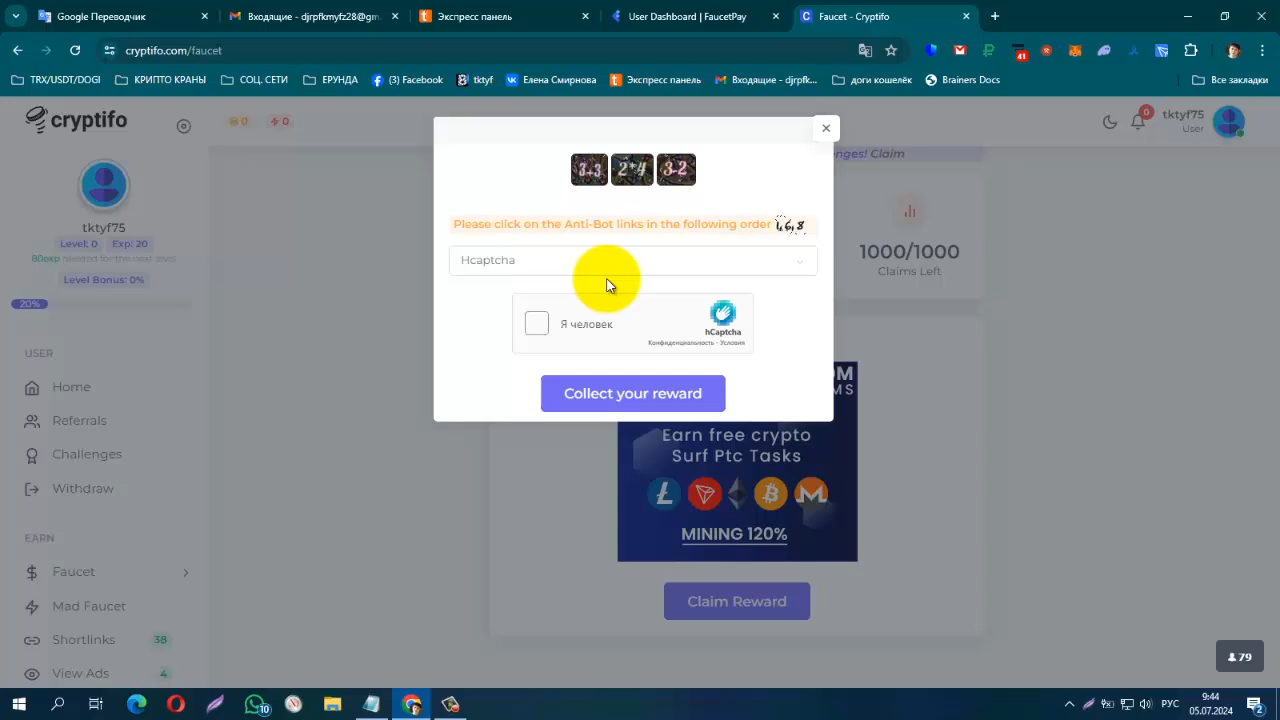 Google Переводчик
Входящие - djrpfkmyfz28@gm
Экспресс панель
User Dashboard | FaucetPay
Faucet - Cryptifo
cryptifo.com/faucet
41
TRX/USDT/DOGI
КРИПТО КРАНЫ
СОЦ. СЕТИ
ЕРУНДА
(3) Facebook
tktyf
Елена Смирнова
Экспресс панель
Входящие - djrpfk...
доги кошелёк
Brainers Docs
Все закладки
cryptifo
0
0
0
tktyf75
User
tktyf75
Level: 0
Exp: 20
80exp needed for the next level
Level Bonus: 0%
20%
USER
Home
Referrals
Challenges
Withdraw
EARN
Faucet
Mad Faucet
Shortlinks
38
View Ads
4
3+3
2*4
3-2
Please click on the Anti-Bot links in the following order
Hcaptcha
Я человек
hCaptcha
Конфиденциальность - Условия
Collect your reward
enges! Claim
1000/1000
Claims Left
Earn free crypto
Surf Ptc Tasks
MINING 120%
Claim Reward
79
10
РУС
9:44
05.07.2024
2